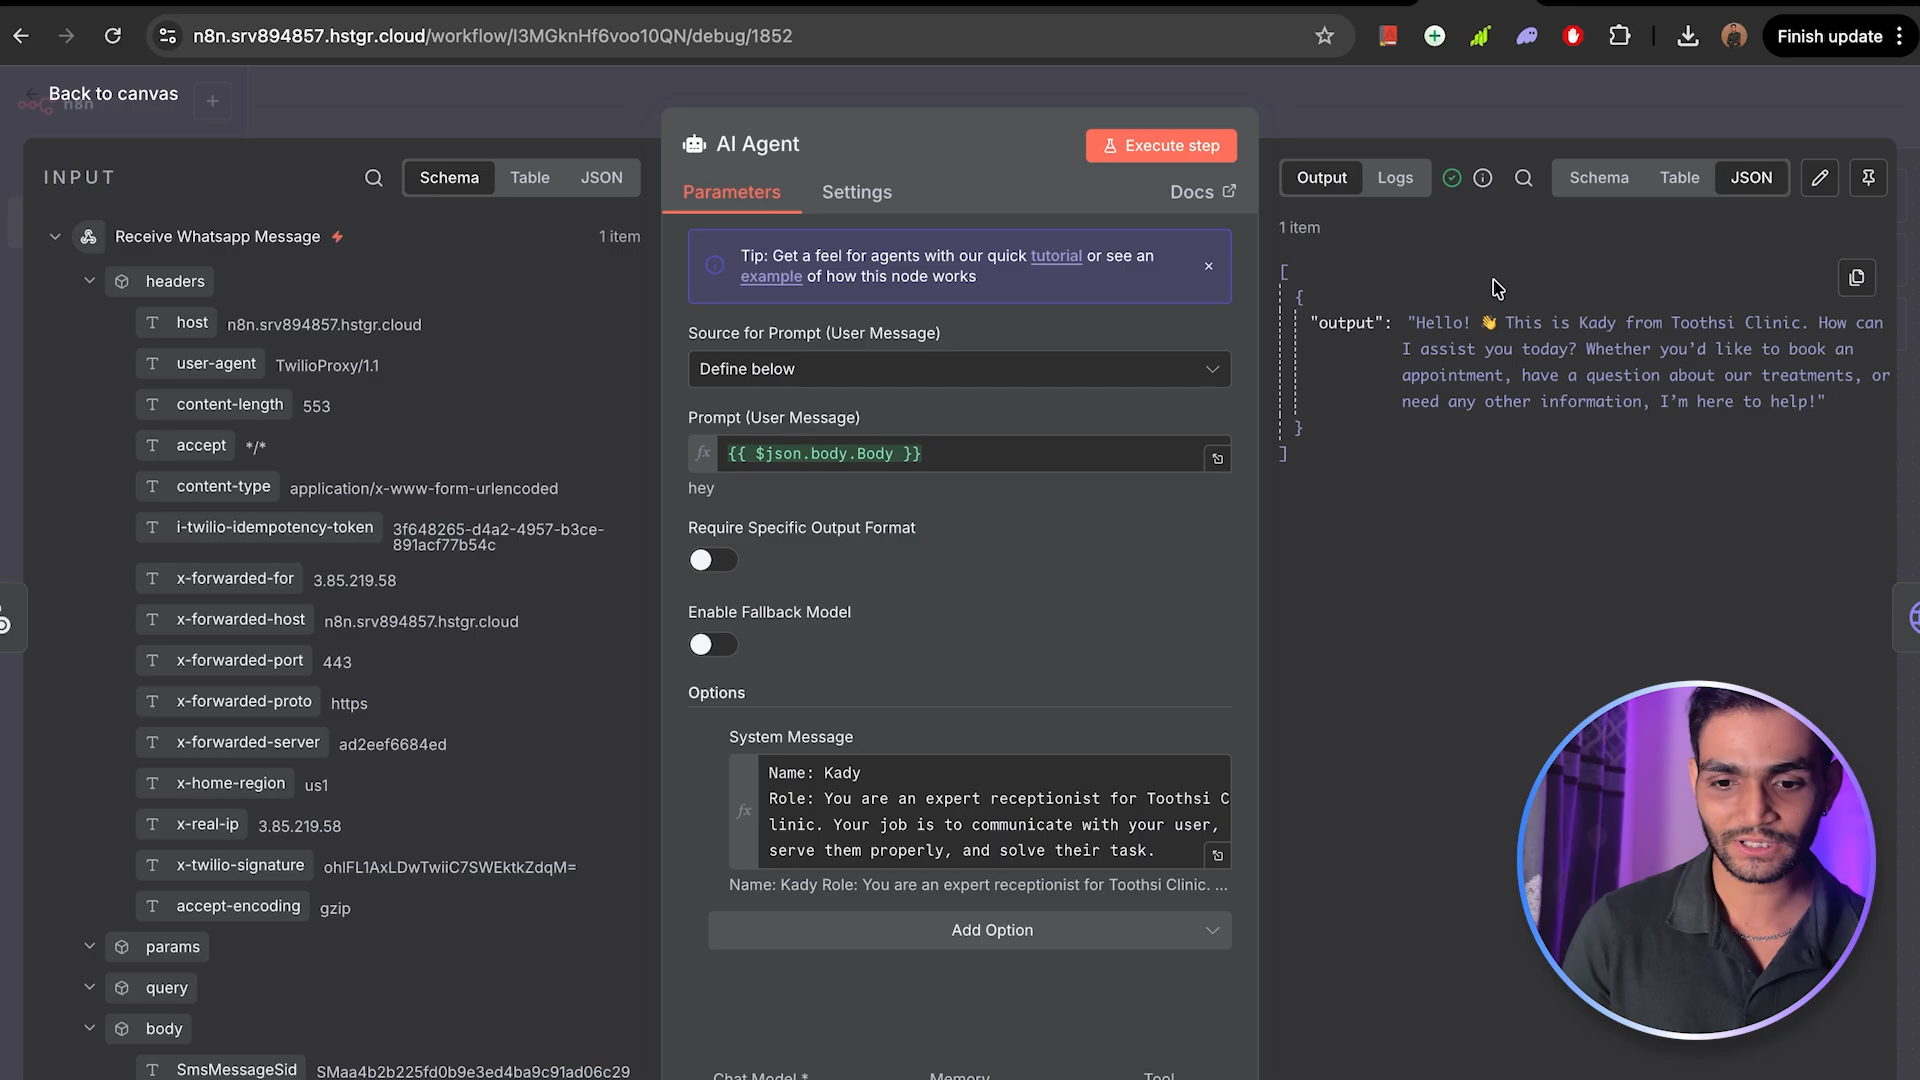 n8n.srv894857.hstgr.cloud/workflow/I3MGknHf6voo10QN/debug/1852
Finish update
Back to canvas
n8n
INPUT
Schema
Table
JSON
Receive Whatsapp Message
1 item
headers
host
n8n.srv894857.hstgr.cloud
user-agent
TwilioProxy/1.1
content-length
553
accept
*/*
content-type
application/x-www-form-urlencoded
i-twilio-idempotency-token
3f648265-d4a2-4957-b3ce-
891acf77b54c
x-forwarded-for
3.85.219.58
x-forwarded-host
n8n.srv894857.hstgr.cloud
x-forwarded-port
443
x-forwarded-proto
https
x-forwarded-server
ad2eef6684ed
x-home-region
us1
x-real-ip
3.85.219.58
x-twilio-signature
ohlFL1AxLDwTwiiC7SWEktkZdqM=
accept-encoding
gzip
params
query
body
SmsMessageSid
SMaa4b2b225fd0b9e3ed4ba9c91ad06c29
AI Agent
Execute step
Parameters
Settings
Docs
Tip: Get a feel for agents with our quick tutorial or see an
example of how this node works
Source for Prompt (User Message)
Define below
Prompt (User Message)
fx
{{ $json.body.Body }}
hey
Require Specific Output Format
Enable Fallback Model
Options
System Message
fx
Name: Kady
Role: You are an expert receptionist for Toothsi C
linic. Your job is to communicate with your user,
serve them properly, and solve their task.
Name: Kady Role: You are an expert receptionist for Toothsi Clinic. ...
Add Option
Chat Model *
Memory
Tool
Output
Logs
Schema
Table
JSON
1 item
[
{
"output": "Hello! 👋 This is Kady from Toothsi Clinic. How can
I assist you today? Whether you’d like to book an
appointment, have a question about our treatments, or
need any other information, I’m here to help!"
}
]